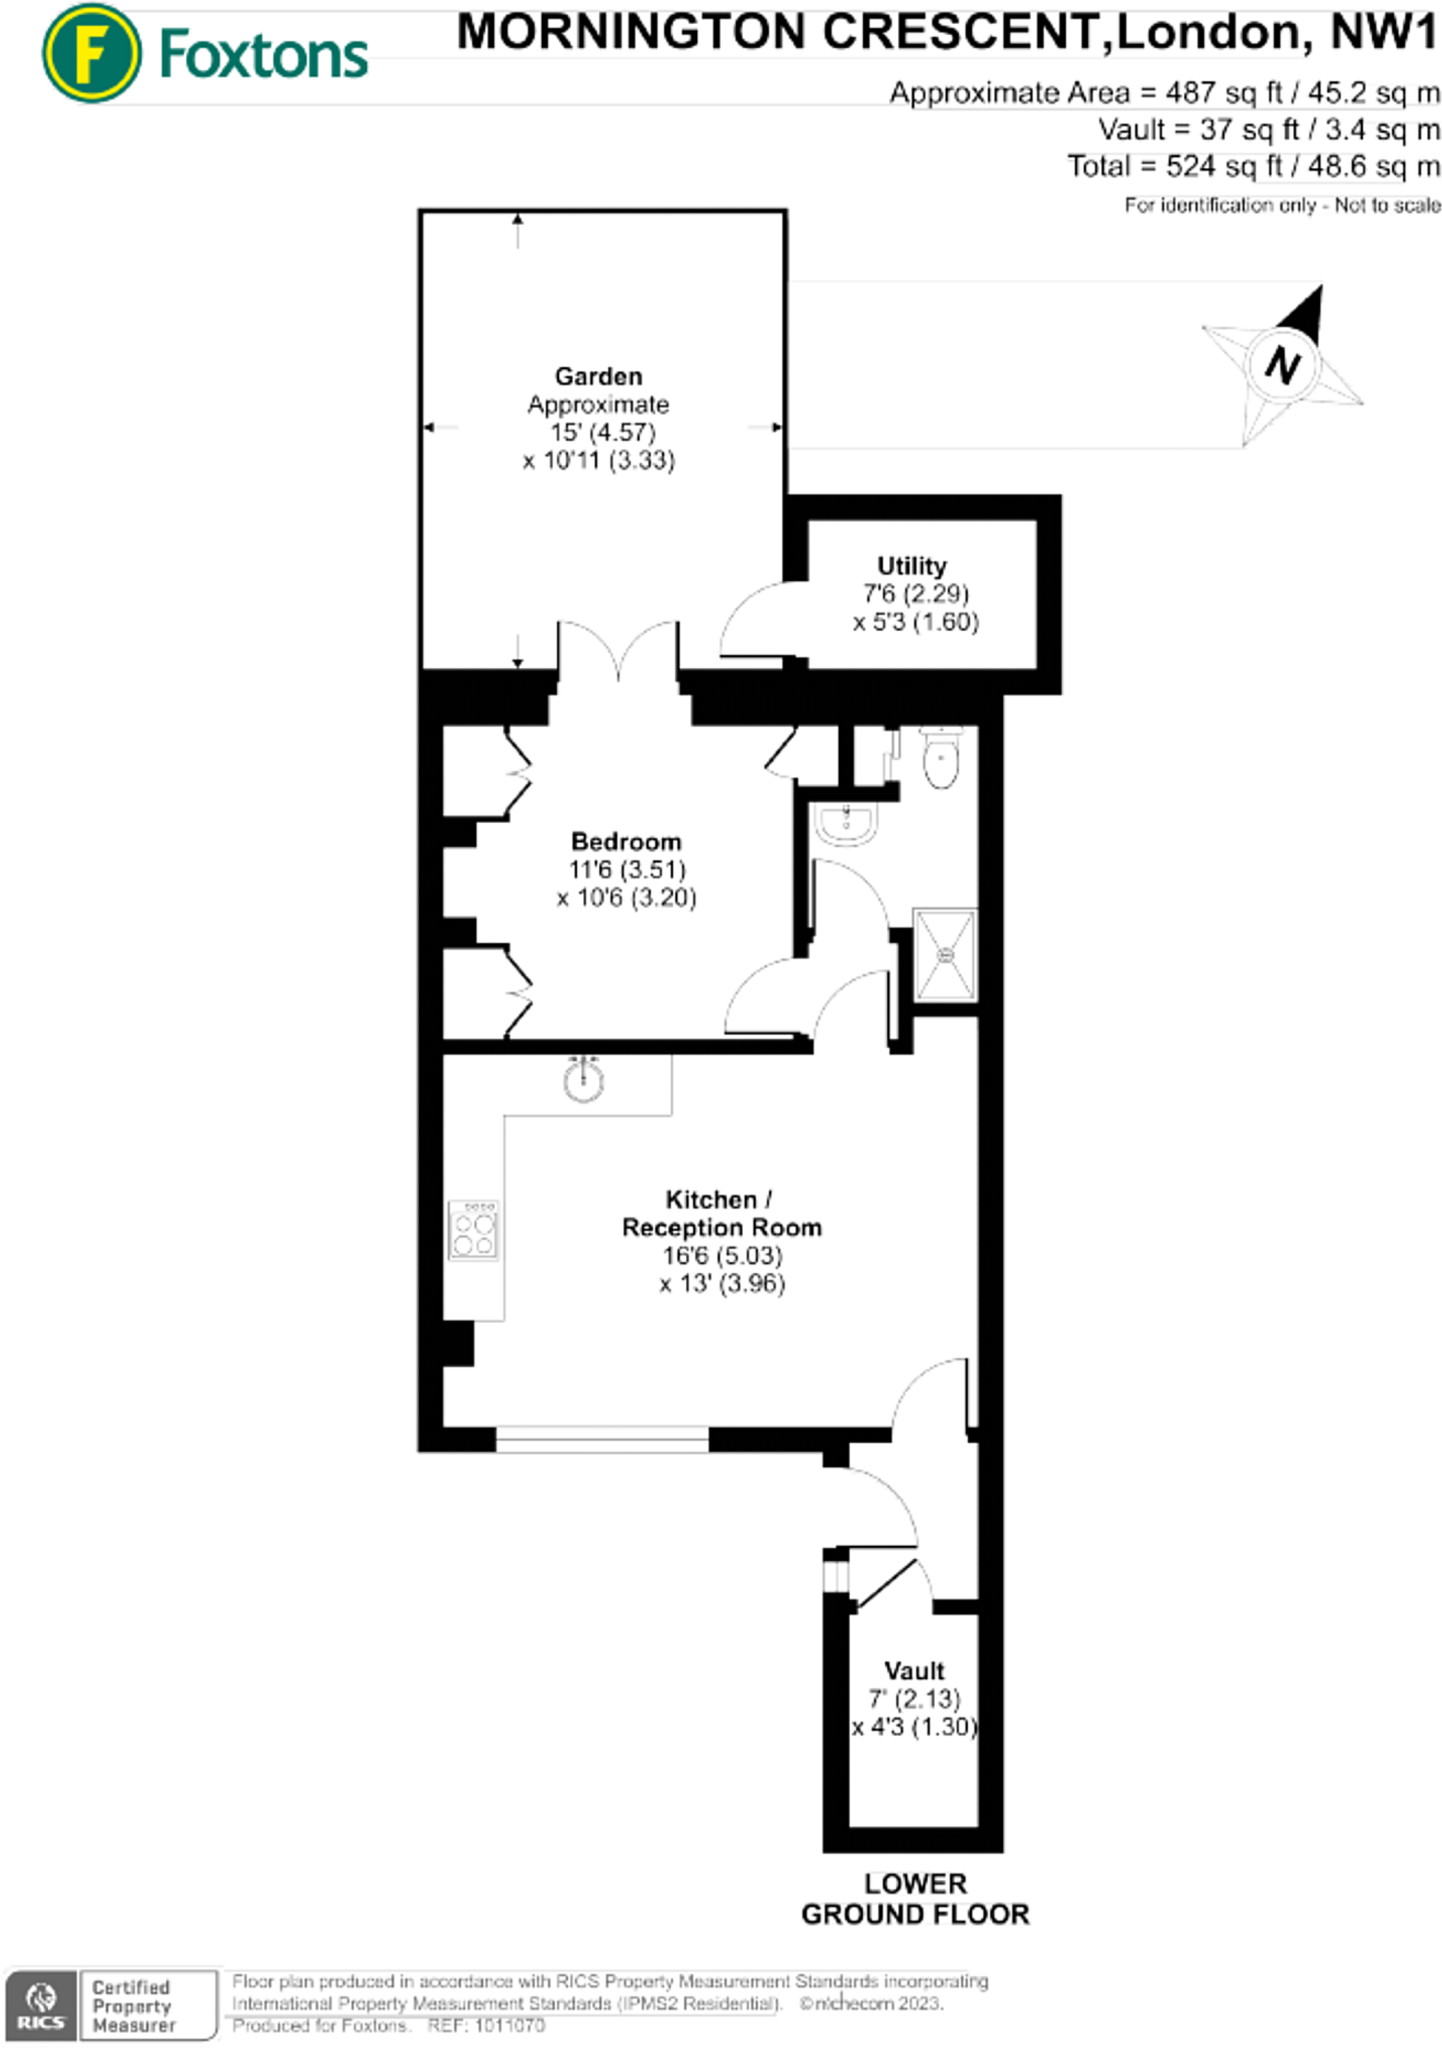 F Foxtons
MORNINGTON CRESCENT,London, NW1
Approximate Area = 487 sq ft / 45.2 sq m
Vault = 37 sq ft / 3.4 sq m
Total = 524 sq ft / 48.6 sq m
For identification only - Not to scale
N
Garden
Approximate
15' (4.57)
x 10'11 (3.33)
Utility
7'6 (2.29)
x 5'3 (1.60)
Bedroom
11'6 (3.51)
x 10'6 (3.20)
Kitchen /
Reception Room
16'6 (5.03)
x 13' (3.96)
Vault
7' (2.13)
x 4'3 (1.30)
LOWER
GROUND FLOOR
RICS
Certified
Property
Measurer
Floor plan produced in accordance with RICS Property Measurement Standards incorporating
International Property Measurement Standards (IPMS2 Residential). ©ntchecom 2023.
Produced for Foxtons. REF: 1011070